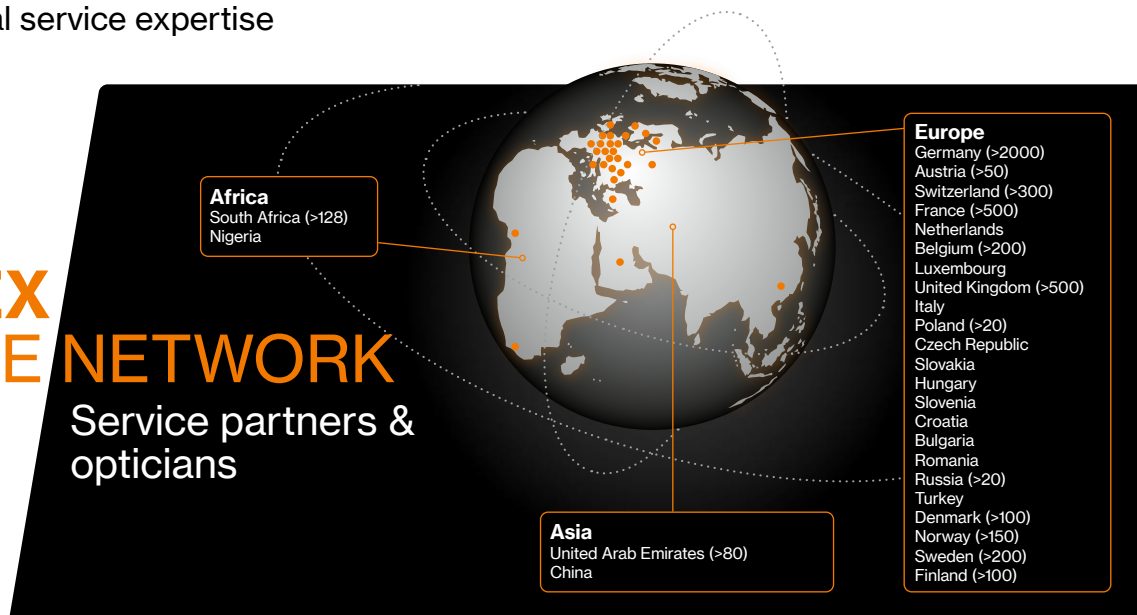 al service expertise
Africa
South Africa (>128)
Nigeria
EX
E NETWORK
Service partners &
opticians
Asia
United Arab Emirates (>80)
China
Europe
Germany (>2000)
Austria (>50)
Switzerland (>300)
France (>500)
Netherlands
Belgium (>200)
Luxembourg
United Kingdom (>500)
Italy
Poland (>20)
Czech Republic
Slovakia
Hungary
Slovenia
Croatia
Bulgaria
Romania
Russia (>20)
Turkey
Denmark (>100)
Norway (>150)
Sweden (>200)
Finland (>100)